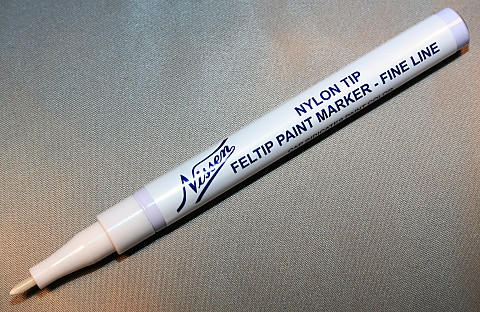 Nissen
NYLON TIP
FELTIP PAINT MARKER - FINE LINE